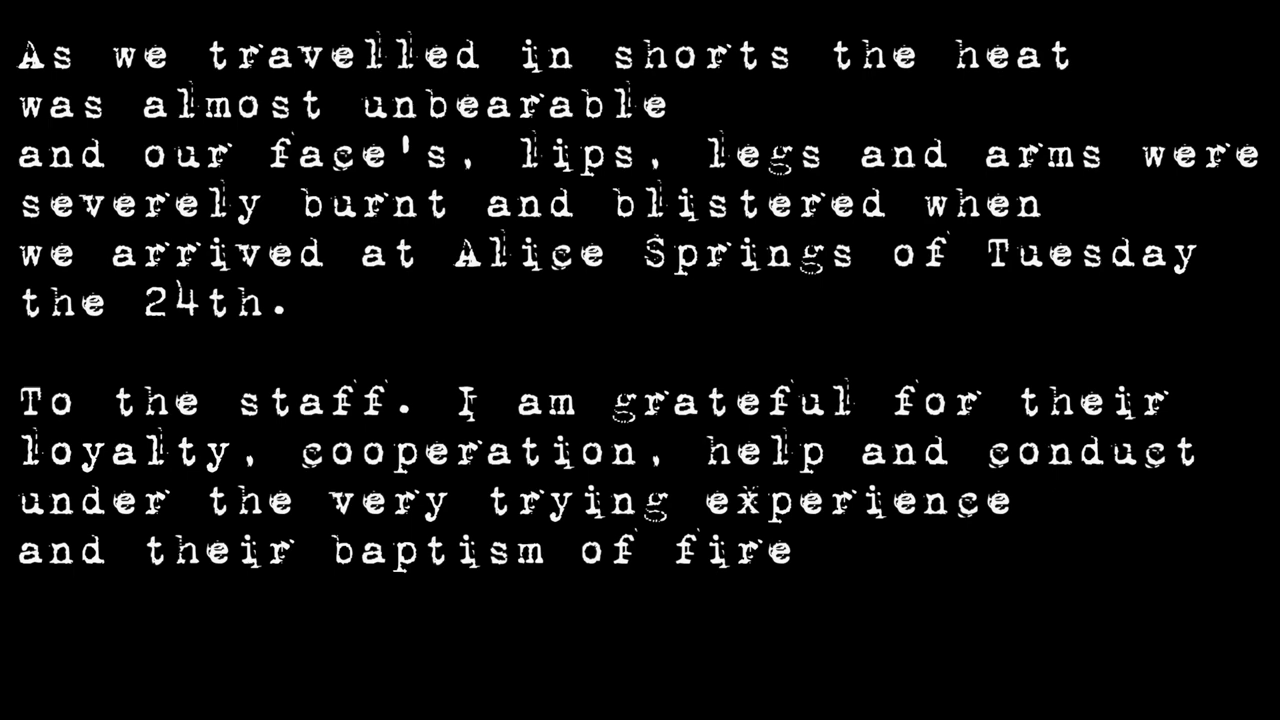 As we travelled in shorts the heat
was almost unbearable
and our face's, lips, legs and arms were
severely burnt and blistered when
we arrived at Alice Springs of Tuesday
the 24th.
To the staff. I am grateful for their
loyalty, cooperation, help and conduct
under the very trying experience
and their baptism of fire